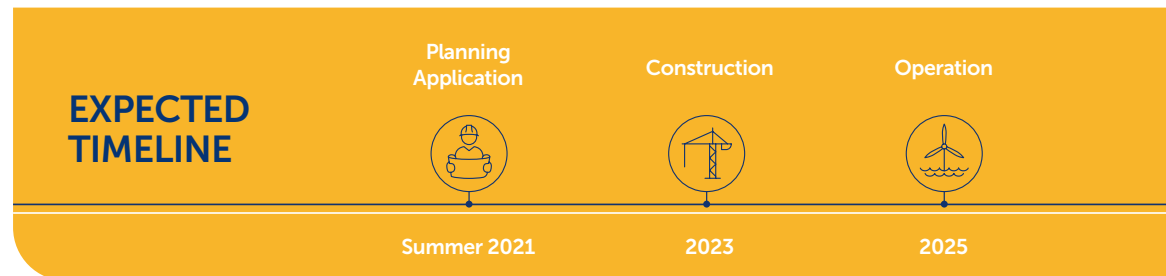 EXPECTED
TIMELINE
Planning
Application
Construction
Operation
Summer 2021
2023
2025